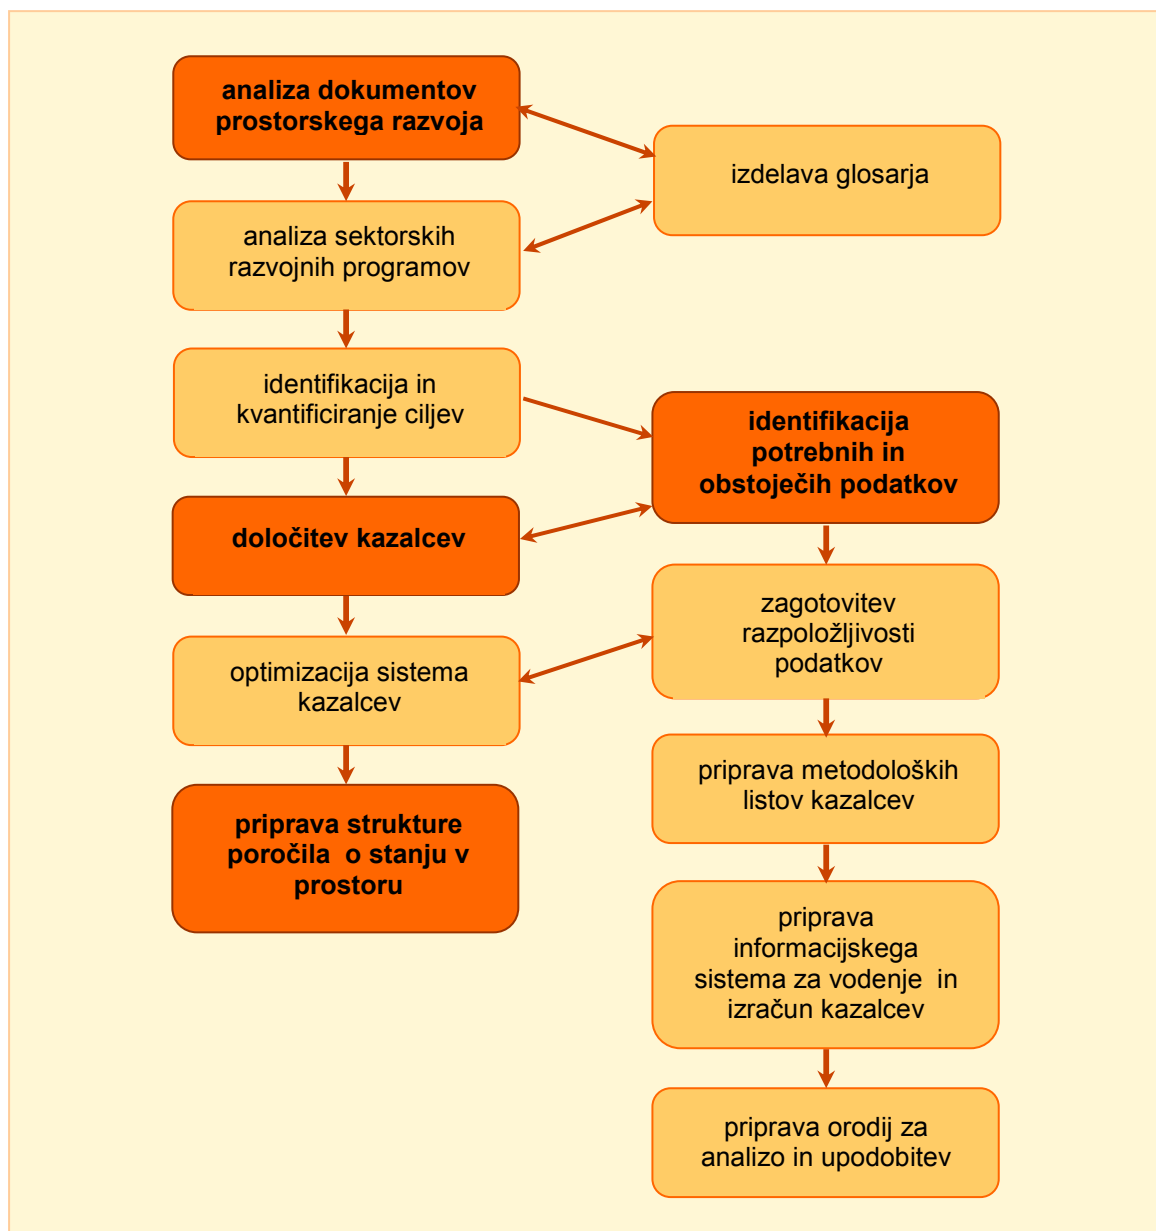 analiza dokumentov
prostorskega razvoja
izdelava glosarja
analiza sektorskih
razvojnih programov
identifikacija in
kvantificiranje ciljev
identifikacija
potrebnih in
obstoječih podatkov
določitev kazalcev
zagotovitev
razpoložljivosti
podatkov
optimizacija sistema
kazalcev
priprava metodoloških
listov kazalcev
priprava strukture
poročila o stanju v
prostoru
priprava
informacijskega
sistema za vodenje in
izračun kazalcev
priprava orodij za
analizo in upodobitev